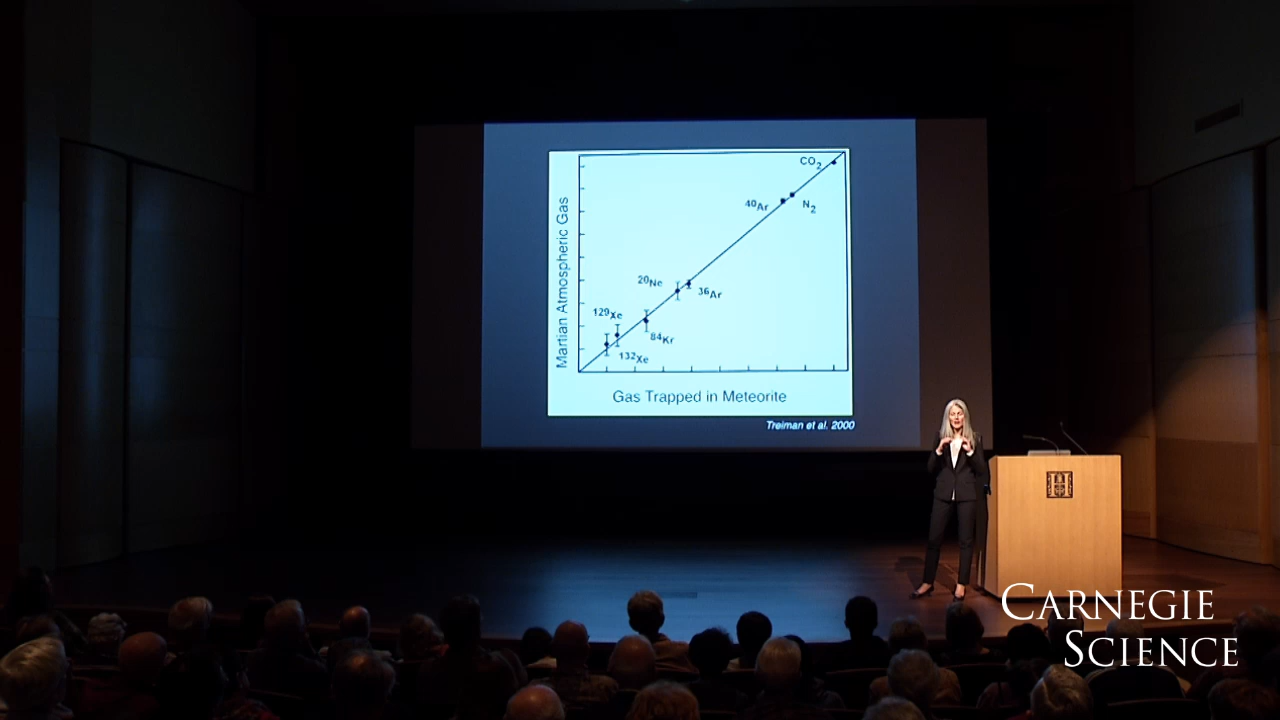 CO2
40Ar
N2
20Ne
36Ar
129Xe
84Kr
132Xe
Martian Atmospheric Gas
Gas Trapped in Meteorite
Treiman et al. 2000
H
CARNEGIE
SCIENCE